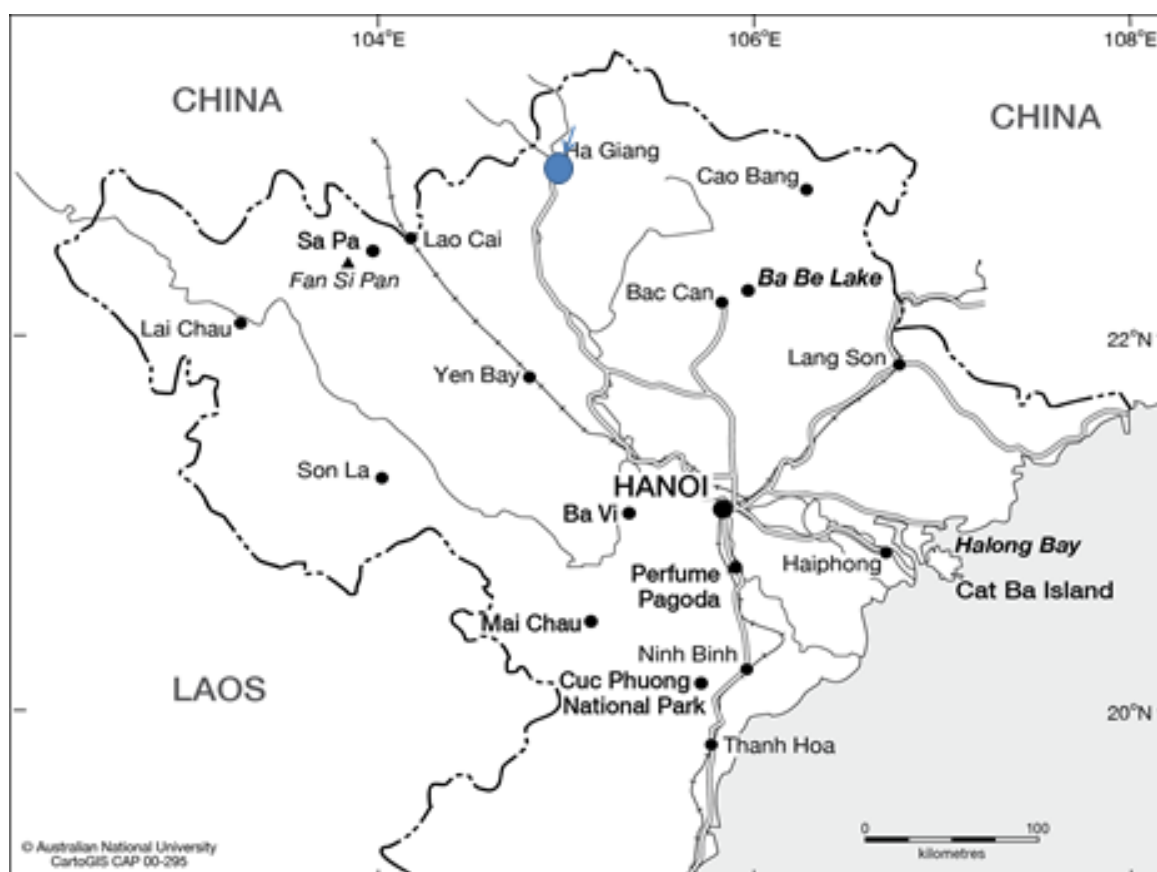 104°E
106°E
108°E
CHINA
CHINA
Ha Giang
Cao Bang
Sa Pa
Lao Cai
Fan Si Pan
Ba Be Lake
Bac Can
Lai Chau
22°N
Lang Son
Yen Bay
Son La
HANOI
Ba Vi
Halong Bay
Haiphong
Perfume
Pagoda
Cat Ba Island
Mai Chau
Ninh Binh
Cuc Phuong
National Park
LAOS
20°N
Thanh Hoa
0
100
kilometres
© Australian National University
CartoGIS CAP 00-295